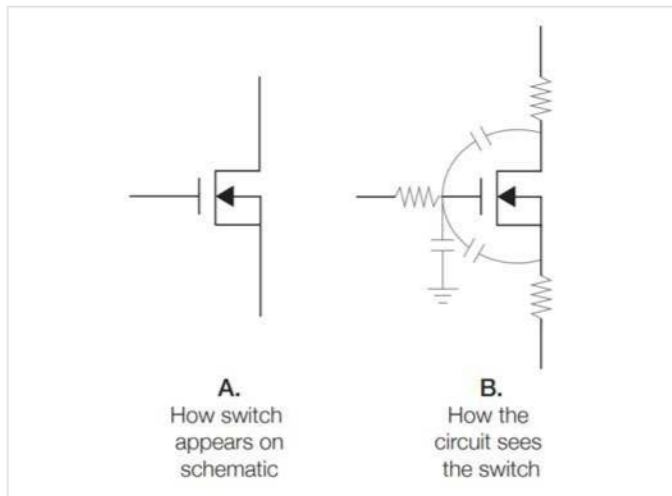 A.
How switch
appears on
schematic
B.
How the
circuit sees
the switch